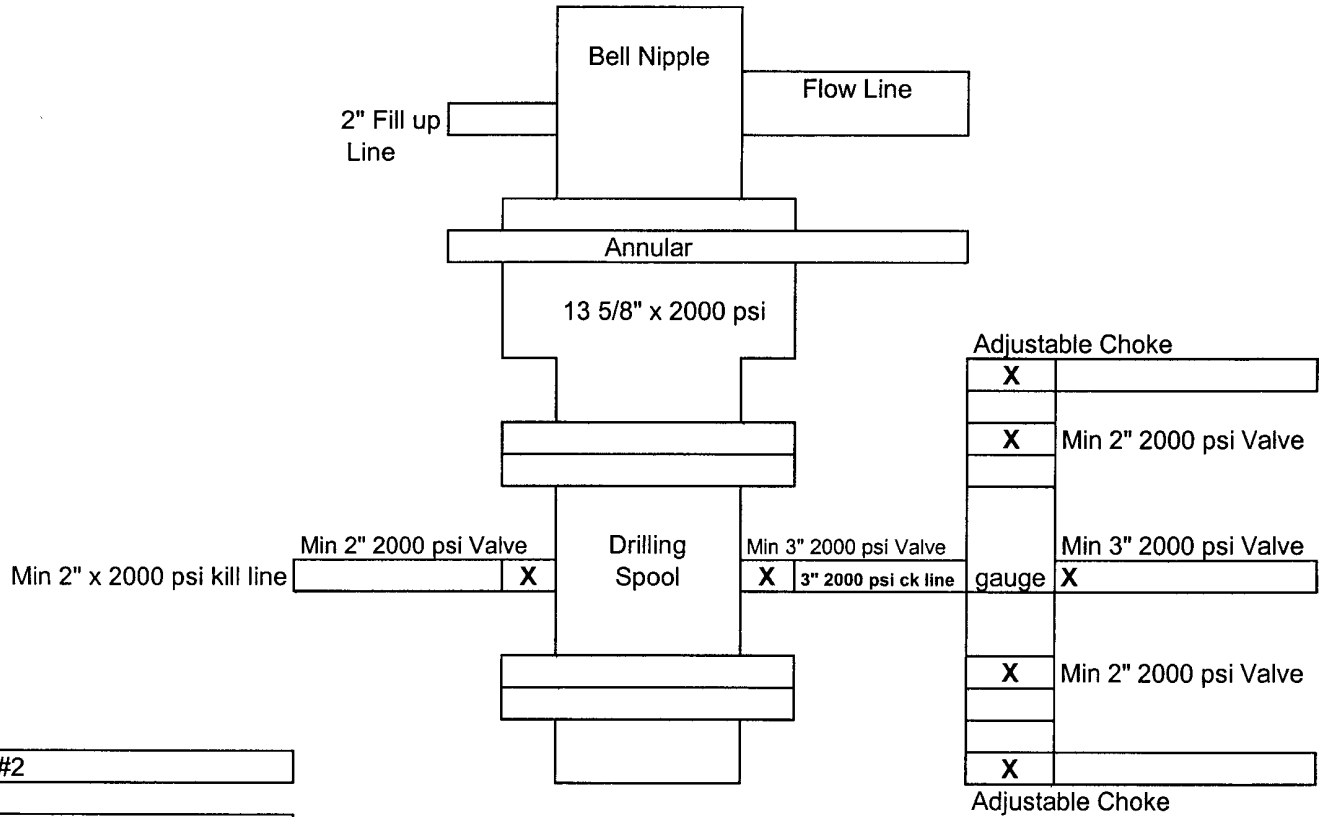 Bell Nipple
Flow Line
2" Fill up
Line
Annular
13 5/8" x 2000 psi
Adjustable Choke
X
X Min 2" 2000 psi Valve
Min 2" 2000 psi Valve
Drilling
Spool
Min 3" 2000 psi Valve
Min 3" 2000 psi Valve
Min 2" x 2000 psi kill line
X
X
3" 2000 psi ck line
gauge
X
X Min 2" 2000 psi Valve
#2
X
Adjustable Choke